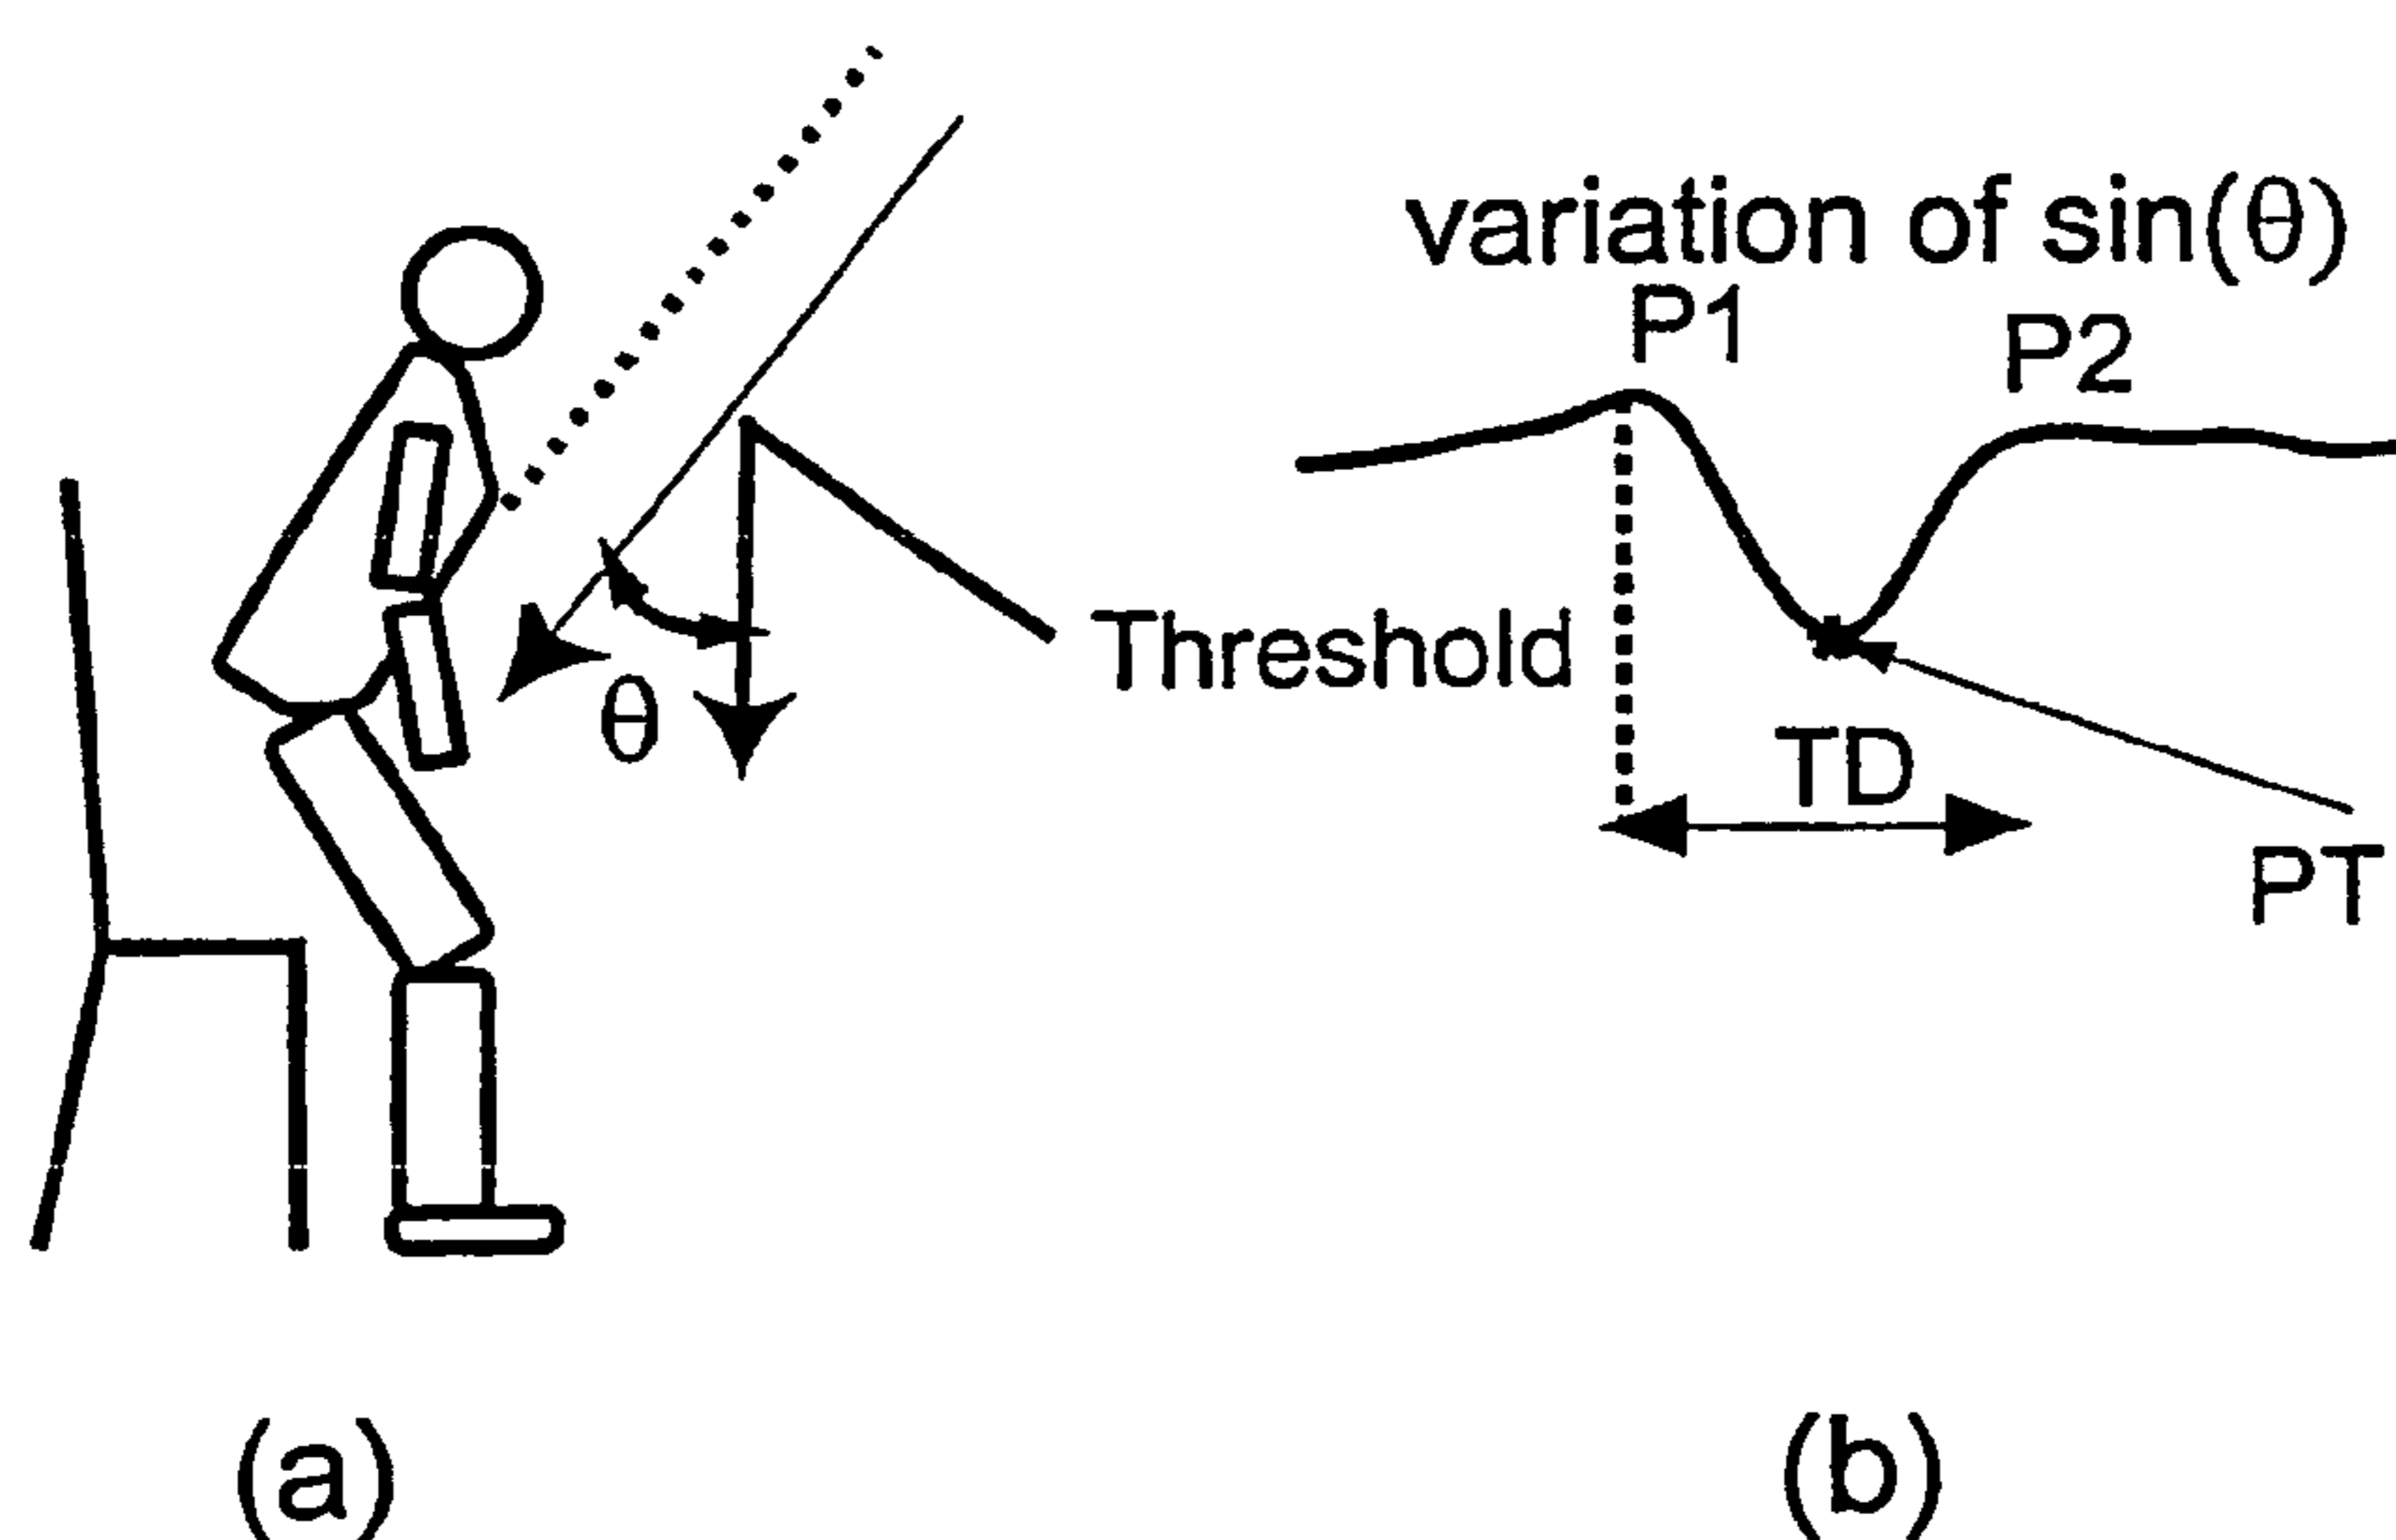 variation of sin(θ)
P1
P2
Threshold
θ
TD
PT
(a)
(b)